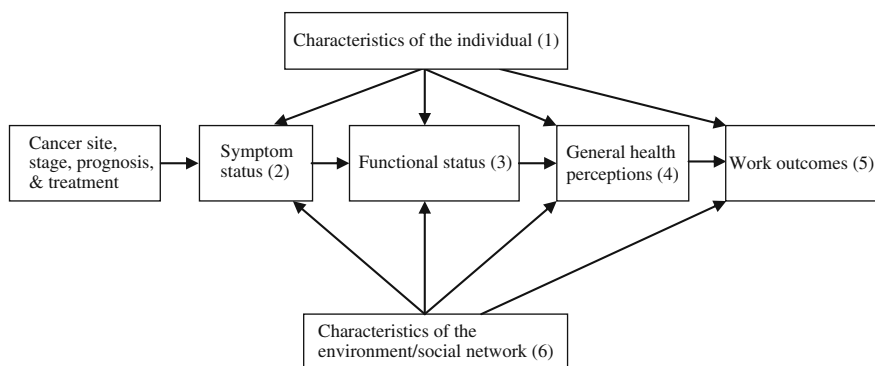 Characteristics of the individual (1)
Cancer site,
stage, prognosis,
& treatment
Symptom
status (2)
Functional status (3)
General health
perceptions (4)
Work outcomes (5)
Characteristics of the
environment/social network (6)